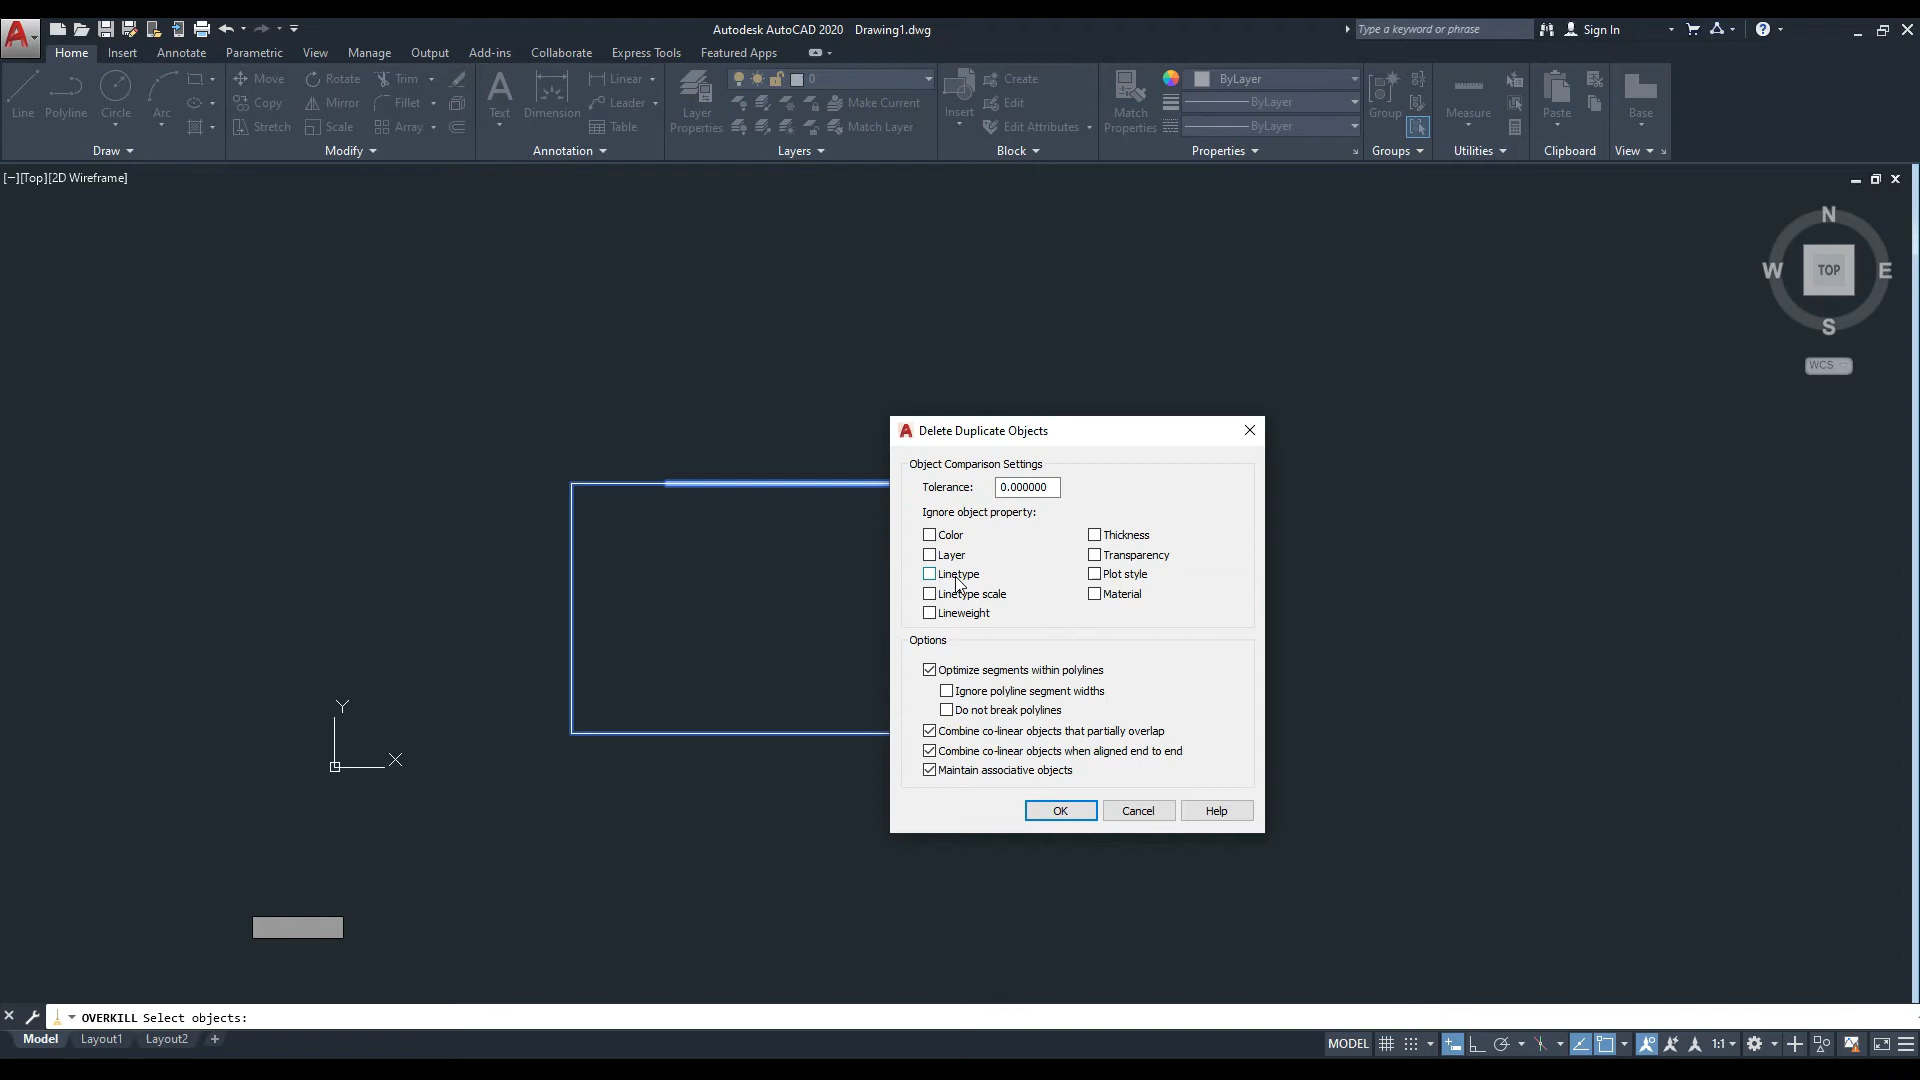 Autodesk AutoCAD 2020 Drawing1.dwg Type a keyword or phrase Sign In
Home Insert Annotate Parametric View Manage Output Add-ins Collaborate Express Tools Featured Apps
Move Rotate Trim Linear 0 Create ByLayer
Copy Mirror Fillet Leader Make Current Edit ByLayer
Line Polyline Circle Arc Text Dimension Layer Properties Insert Match Properties Group Measure Paste Base
Stretch Scale Array Table Match Layer Edit Attributes ByLayer
Draw Modify Annotation Layers Block Properties Groups Utilities Clipboard View
[−][Top][2D Wireframe]
N
W TOP E
S
WCS
Delete Duplicate Objects
Object Comparison Settings
Tolerance: 0.000000
Ignore object property:
Color Thickness
Layer Transparency
Linetype Plot style
Linetype scale Material
Lineweight
Options
Optimize segments within polylines
Ignore polyline segment widths
Do not break polylines
Combine co-linear objects that partially overlap
Combine co-linear objects when aligned end to end
Maintain associative objects
OK Cancel Help
Y
X
OVERKILL Select objects:
Model Layout1 Layout2 + MODEL 1:1